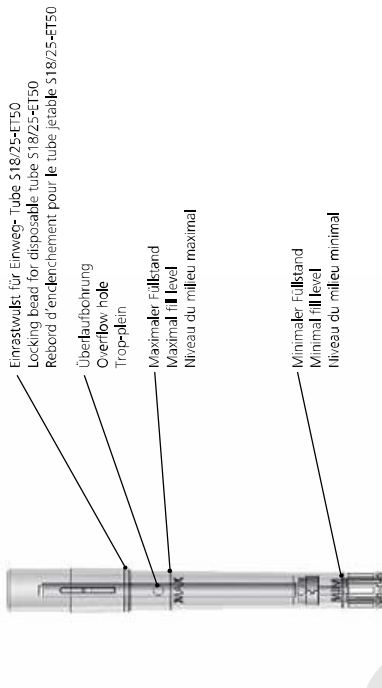 Einrastwulst für Einweg- Tube S18/25-ET50
Locking bead for disposable tube S18/25-ET50
Rebord d'enclenchement pour le tube jetable S18/25-ET50
Überlaufbohrung
Overflow hole
Trop-plein
Maximaler Füllstand
Maximal fill level
Niveau du milieu maximal
Minimaler Füllstand
Minimal fill level
Niveau du milieu minimal
MAX
MIN